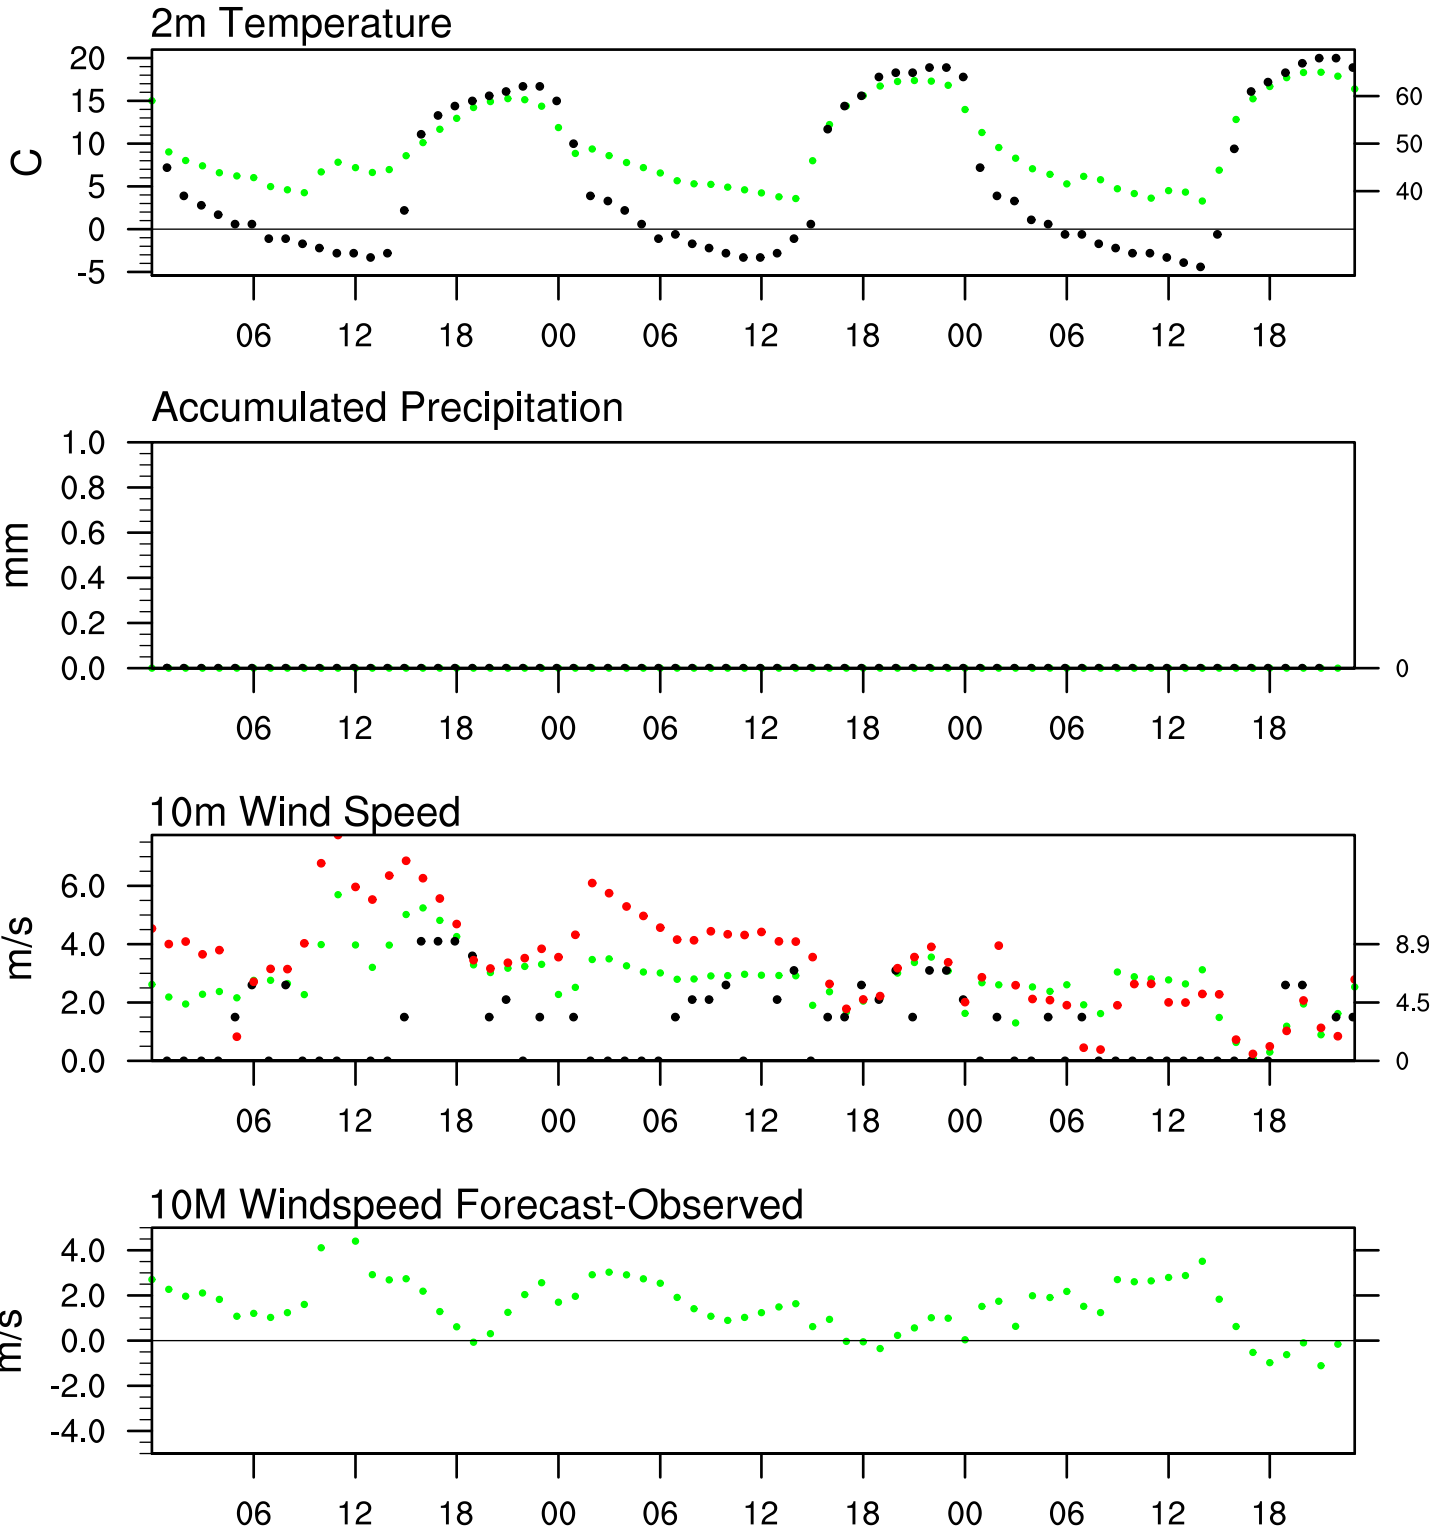 2m Temperature
20
15
10
5
0
-5
C
60
50
40
06 12 18 00 06 12 18 00 06 12 18
Accumulated Precipitation
1.0
0.8
0.6
0.4
0.2
0.0
mm
0
06 12 18 00 06 12 18 00 06 12 18
10m Wind Speed
6.0
4.0
2.0
0.0
m/s
8.9
4.5
0
06 12 18 00 06 12 18 00 06 12 18
10M Windspeed Forecast-Observed
4.0
2.0
0.0
-2.0
-4.0
m/s
06 12 18 00 06 12 18 00 06 12 18